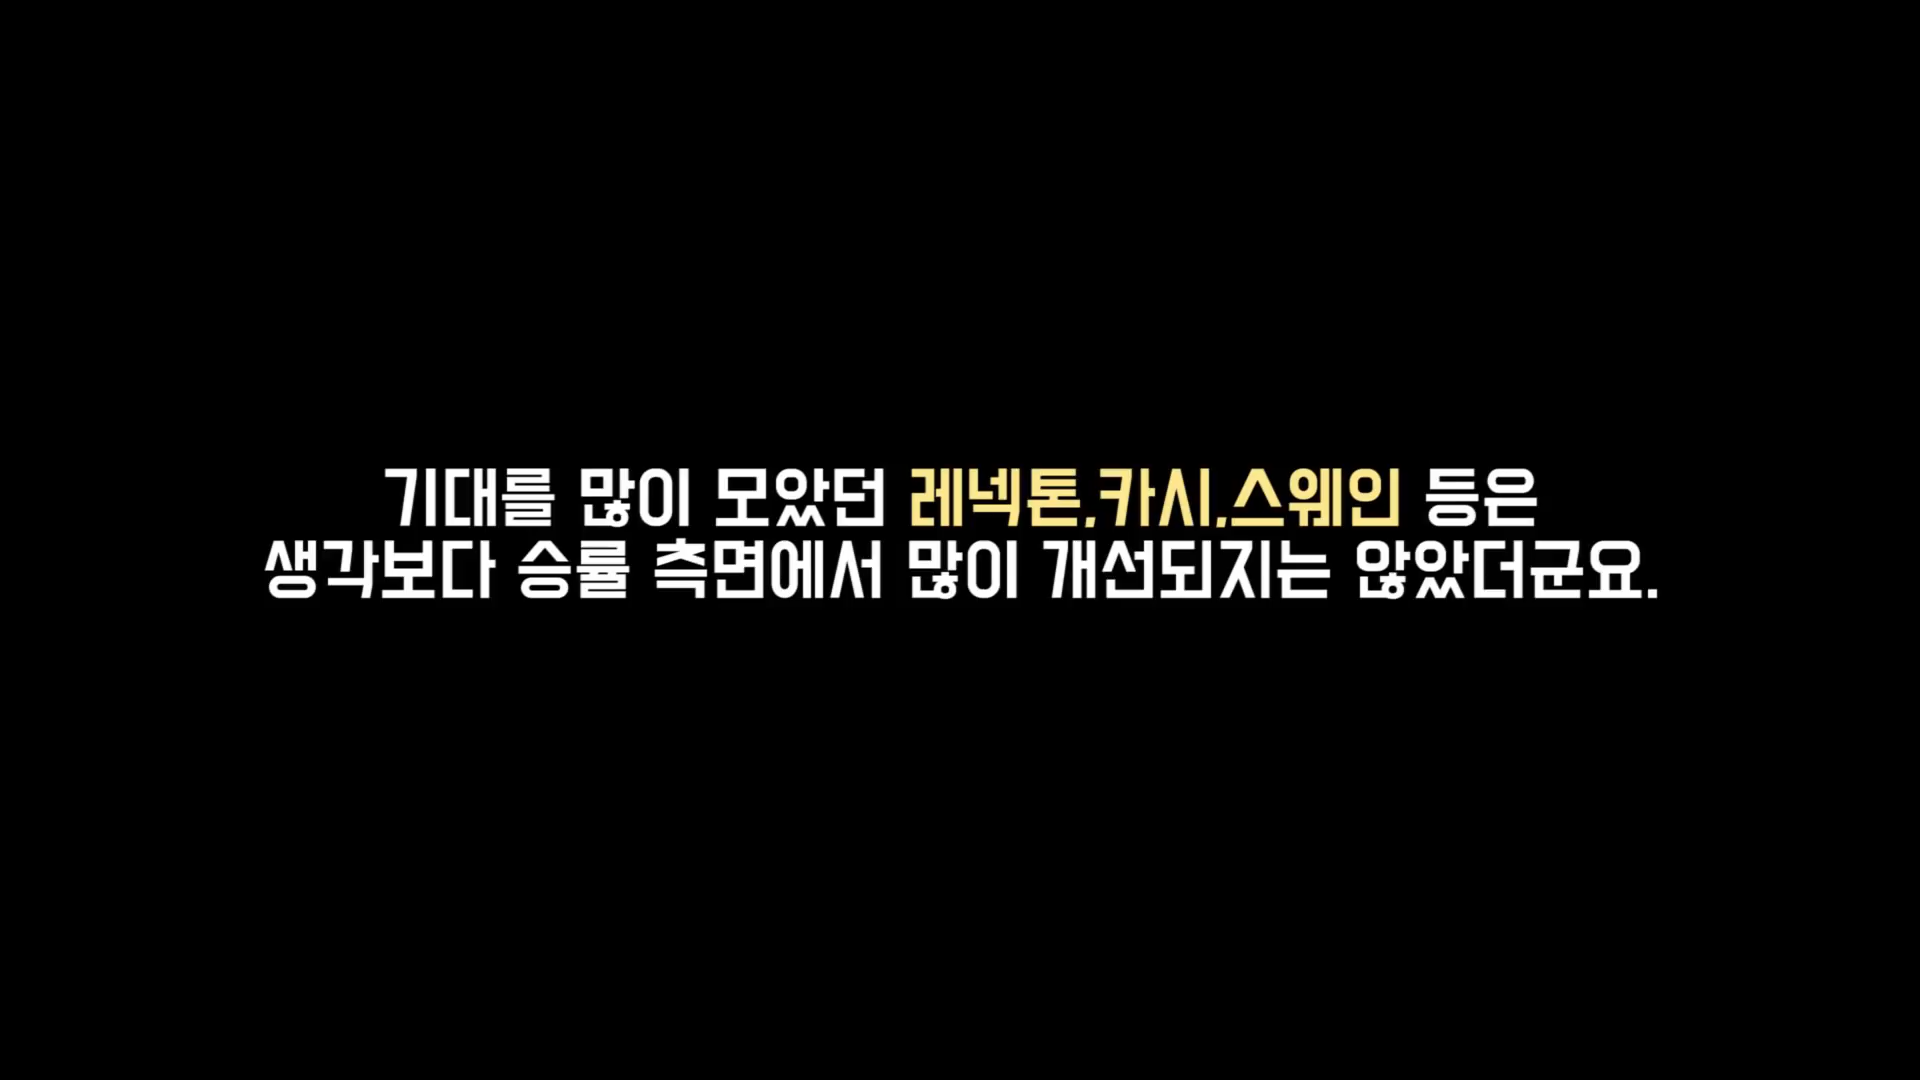 기대를 많이 모았던 레넥톤,카시,스웨인 등은
생각보다 승률 측면에서 많이 개선되지는 않았더군요.